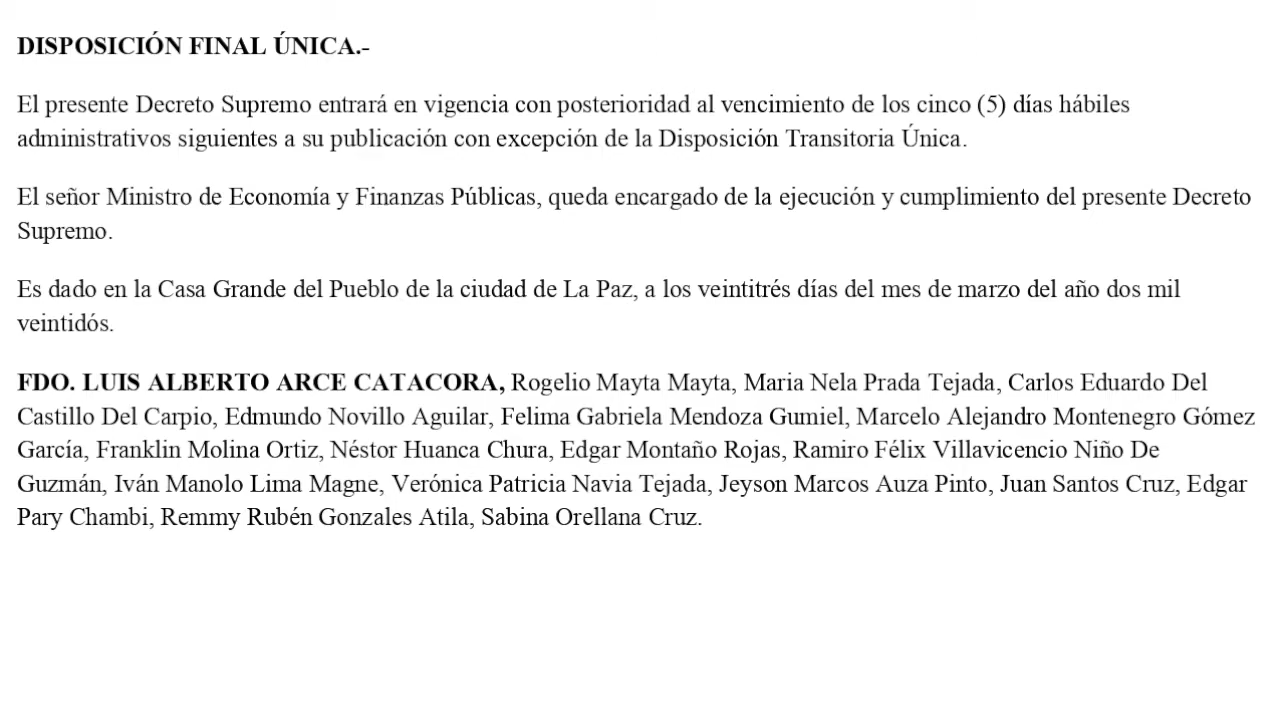 DISPOSICIÓN FINAL ÚNICA.-
El presente Decreto Supremo entrará en vigencia con posterioridad al vencimiento de los cinco (5) días hábiles
administrativos siguientes a su publicación con excepción de la Disposición Transitoria Única.
El señor Ministro de Economía y Finanzas Públicas, queda encargado de la ejecución y cumplimiento del presente Decreto
Supremo.
Es dado en la Casa Grande del Pueblo de la ciudad de La Paz, a los veintitrés días del mes de marzo del año dos mil
veintidós.
FDO. LUIS ALBERTO ARCE CATACORA, Rogelio Mayta Mayta, Maria Nela Prada Tejada, Carlos Eduardo Del
Castillo Del Carpio, Edmundo Novillo Aguilar, Felima Gabriela Mendoza Gumiel, Marcelo Alejandro Montenegro Gómez
García, Franklin Molina Ortiz, Néstor Huanca Chura, Edgar Montaño Rojas, Ramiro Félix Villavicencio Niño De
Guzmán, Iván Manolo Lima Magne, Verónica Patricia Navia Tejada, Jeyson Marcos Auza Pinto, Juan Santos Cruz, Edgar
Pary Chambi, Remmy Rubén Gonzales Atila, Sabina Orellana Cruz.